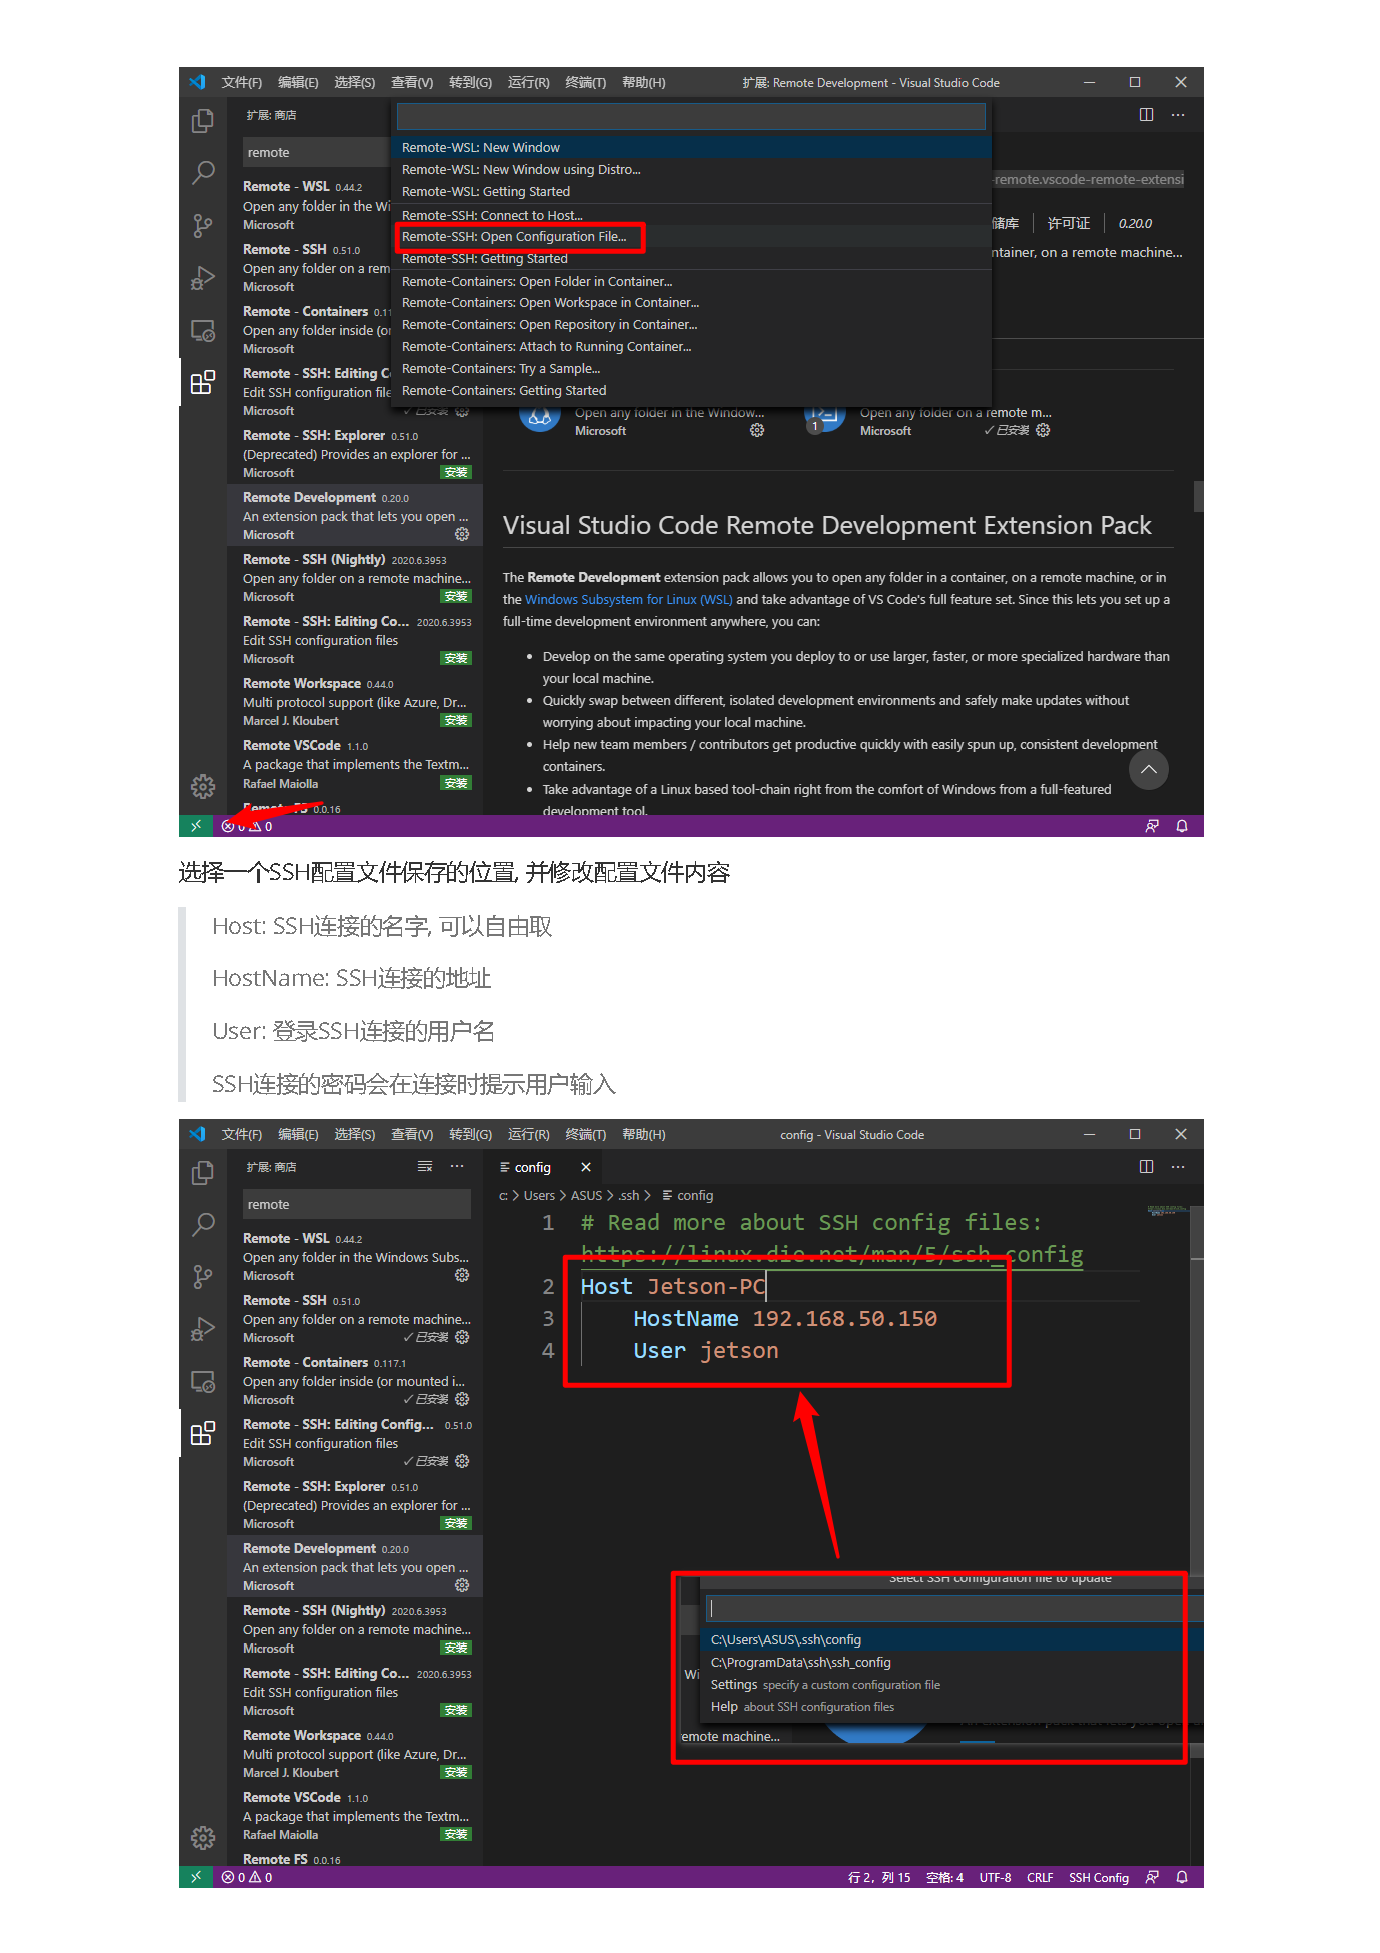 文件(F) 编辑(E) 选择(S) 查看(V) 转到(G) 运行(R) 终端(T) 帮助(H) 扩展: Remote Development - Visual Studio Code
扩展: 商店
remote
Remote-WSL: New Window
Remote-WSL: New Window using Distro...
Remote-WSL: Getting Started
Remote-SSH: Connect to Host...
Remote-SSH: Open Configuration File...
Remote-SSH: Getting Started
Remote-Containers: Open Folder in Container...
Remote-Containers: Open Workspace in Container...
Remote-Containers: Open Repository in Container...
Remote-Containers: Attach to Running Container...
Remote-Containers: Try a Sample...
Remote-Containers: Getting Started
Remote - WSL 0.44.2
Open any folder in the Wi
Microsoft
Remote - SSH 0.51.0
Open any folder on a rem
Microsoft
Remote - Containers 0.11
Open any folder inside (or
Microsoft
Remote - SSH: Editing C
Edit SSH configuration file
Microsoft ✓ 已安装
Remote - SSH: Explorer 0.51.0
(Deprecated) Provides an explorer for ...
Microsoft 安装
Remote Development 0.20.0
An extension pack that lets you open ...
Microsoft
Remote - SSH (Nightly) 2020.6.3953
Open any folder on a remote machine...
Microsoft 安装
Remote - SSH: Editing Co... 2020.6.3953
Edit SSH configuration files
Microsoft 安装
Remote Workspace 0.44.0
Multi protocol support (like Azure, Dr...
Marcel J. Kloubert 安装
Remote VSCode 1.1.0
A package that implements the Textm...
Rafael Maiolla 安装
Remote FS 0.0.16
-remote.vscode-remote-extensi
储库 许可证 0.20.0
ntainer, on a remote machine...
Open any folder in the Window...
Microsoft
Open any folder on a remote m...
1 Microsoft ✓ 已安装
Visual Studio Code Remote Development Extension Pack
The Remote Development extension pack allows you to open any folder in a container, on a remote machine, or in
the Windows Subsystem for Linux (WSL) and take advantage of VS Code's full feature set. Since this lets you set up a
full-time development environment anywhere, you can:
• Develop on the same operating system you deploy to or use larger, faster, or more specialized hardware than
your local machine.
• Quickly swap between different, isolated development environments and safely make updates without
worrying about impacting your local machine.
• Help new team members / contributors get productive quickly with easily spun up, consistent development
containers.
• Take advantage of a Linux based tool-chain right from the comfort of Windows from a full-featured
development tool.
0 0
选择一个SSH配置文件保存的位置, 并修改配置文件内容
Host: SSH连接的名字, 可以自由取
HostName: SSH连接的地址
User: 登录SSH连接的用户名
SSH连接的密码会在连接时提示用户输入
文件(F) 编辑(E) 选择(S) 查看(V) 转到(G) 运行(R) 终端(T) 帮助(H) config - Visual Studio Code
扩展: 商店
remote
Remote - WSL 0.44.2
Open any folder in the Windows Subs...
Microsoft
Remote - SSH 0.51.0
Open any folder on a remote machine...
Microsoft ✓ 已安装
Remote - Containers 0.117.1
Open any folder inside (or mounted i...
Microsoft ✓ 已安装
Remote - SSH: Editing Config... 0.51.0
Edit SSH configuration files
Microsoft ✓ 已安装
Remote - SSH: Explorer 0.51.0
(Deprecated) Provides an explorer for ...
Microsoft 安装
Remote Development 0.20.0
An extension pack that lets you open ...
Microsoft
Remote - SSH (Nightly) 2020.6.3953
Open any folder on a remote machine...
Microsoft 安装
Remote - SSH: Editing Co... 2020.6.3953
Edit SSH configuration files
Microsoft 安装
Remote Workspace 0.44.0
Multi protocol support (like Azure, Dr...
Marcel J. Kloubert 安装
Remote VSCode 1.1.0
A package that implements the Textm...
Rafael Maiolla 安装
Remote FS 0.0.16
config
c: > Users > ASUS > .ssh > config
1 # Read more about SSH config files:
https://linux.die.net/man/5/ssh_config
2 Host Jetson-PC
3 HostName 192.168.50.150
4 User jetson
Select SSH configuration file to update
C:\Users\ASUS\.ssh\config
C:\ProgramData\ssh\ssh_config
Settings specify a custom configuration file
Help about SSH configuration files
Wi
emote machine...
0 0 行 2，列 15 空格: 4 UTF-8 CRLF SSH Config